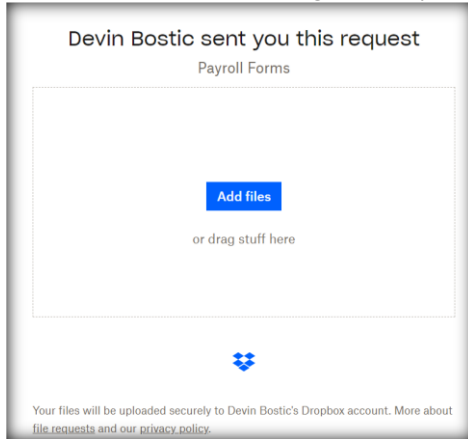 Devin Bostic sent you this request
Payroll Forms
Add files
or drag stuff here
Your files will be uploaded securely to Devin Bostic's Dropbox account. More about
file requests and our privacy policy.